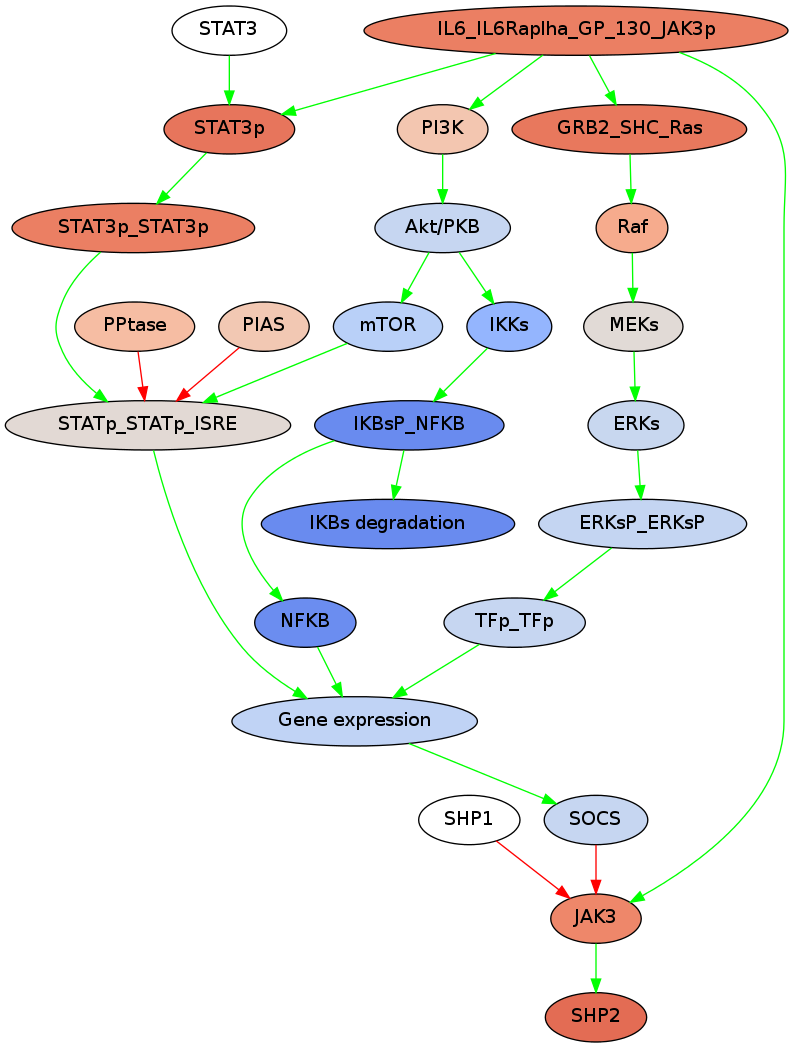 STAT3
IL6_IL6Raplha_GP_130_JAK3p
STAT3p
PI3K
GRB2_SHC_Ras
STAT3p_STAT3p
Akt/PKB
Raf
PPtase
PIAS
mTOR
IKKs
MEKs
STATp_STATp_ISRE
IKBsP_NFKB
ERKs
IKBs degradation
ERKsP_ERKsP
NFKB
TFp_TFp
Gene expression
SHP1
SOCS
JAK3
SHP2